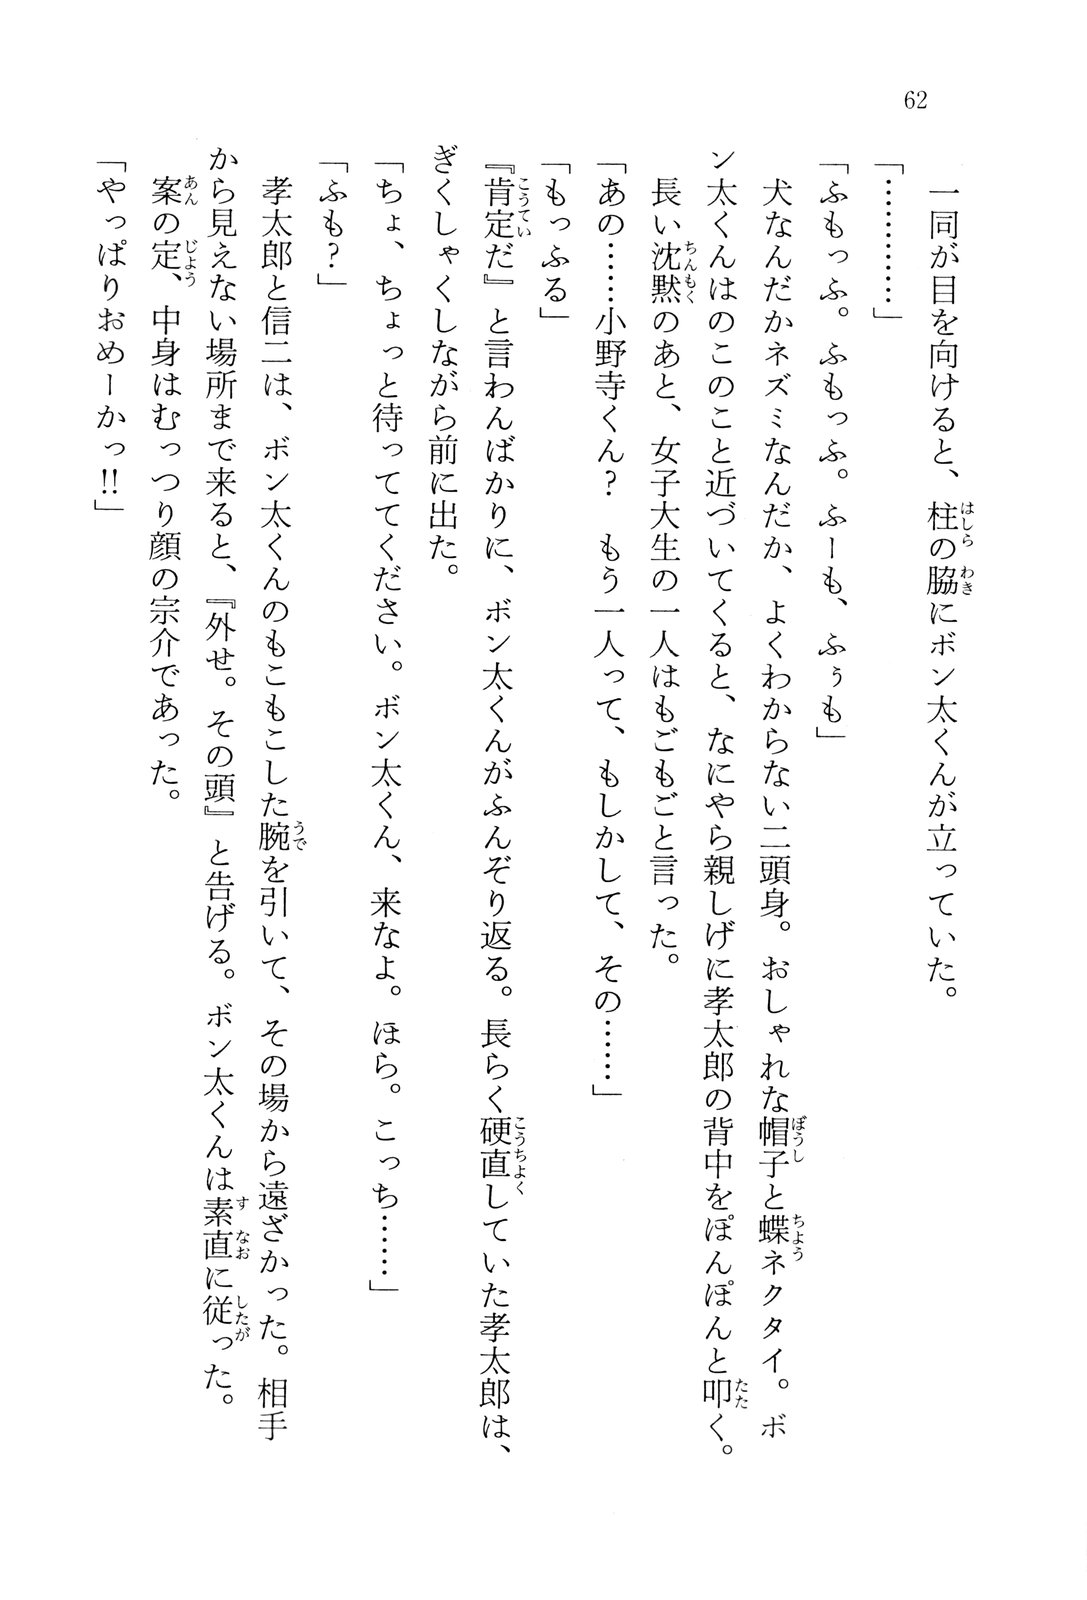 62
一同が目を向けると、柱の脇にボン太くんが立っていた。
「…………」
「ふもっふ。ふもっふ。ふーも、ふぅも」
犬なんだかネズミなんだか、よくわからない二頭身。おしゃれな帽子と蝶ネクタイ。ボ
ン太くんはのこのこと近づいてくると、なにやら親しげに孝太郎の背中をぽんぽんと叩く。
長い沈黙のあと、女子大生の一人はもごもごと言った。
「あの……小野寺くん？　もう一人って、もしかして、その……」
「もっふる」
『肯定だ』と言わんばかりに、ボン太くんがふんぞり返る。長らく硬直していた孝太郎は、
ぎくしゃくしながら前に出た。
「ちょ、ちょっと待っててください。ボン太くん、来なよ。ほら。こっち……」
「ふも？」
孝太郎と信二は、ボン太くんのもこもこした腕を引いて、その場から遠ざかった。相手
から見えない場所まで来ると、『外せ。その頭』と告げる。ボン太くんは素直に従った。
案の定、中身はむっつり顔の宗介であった。
「やっぱりおめーかっ!!」